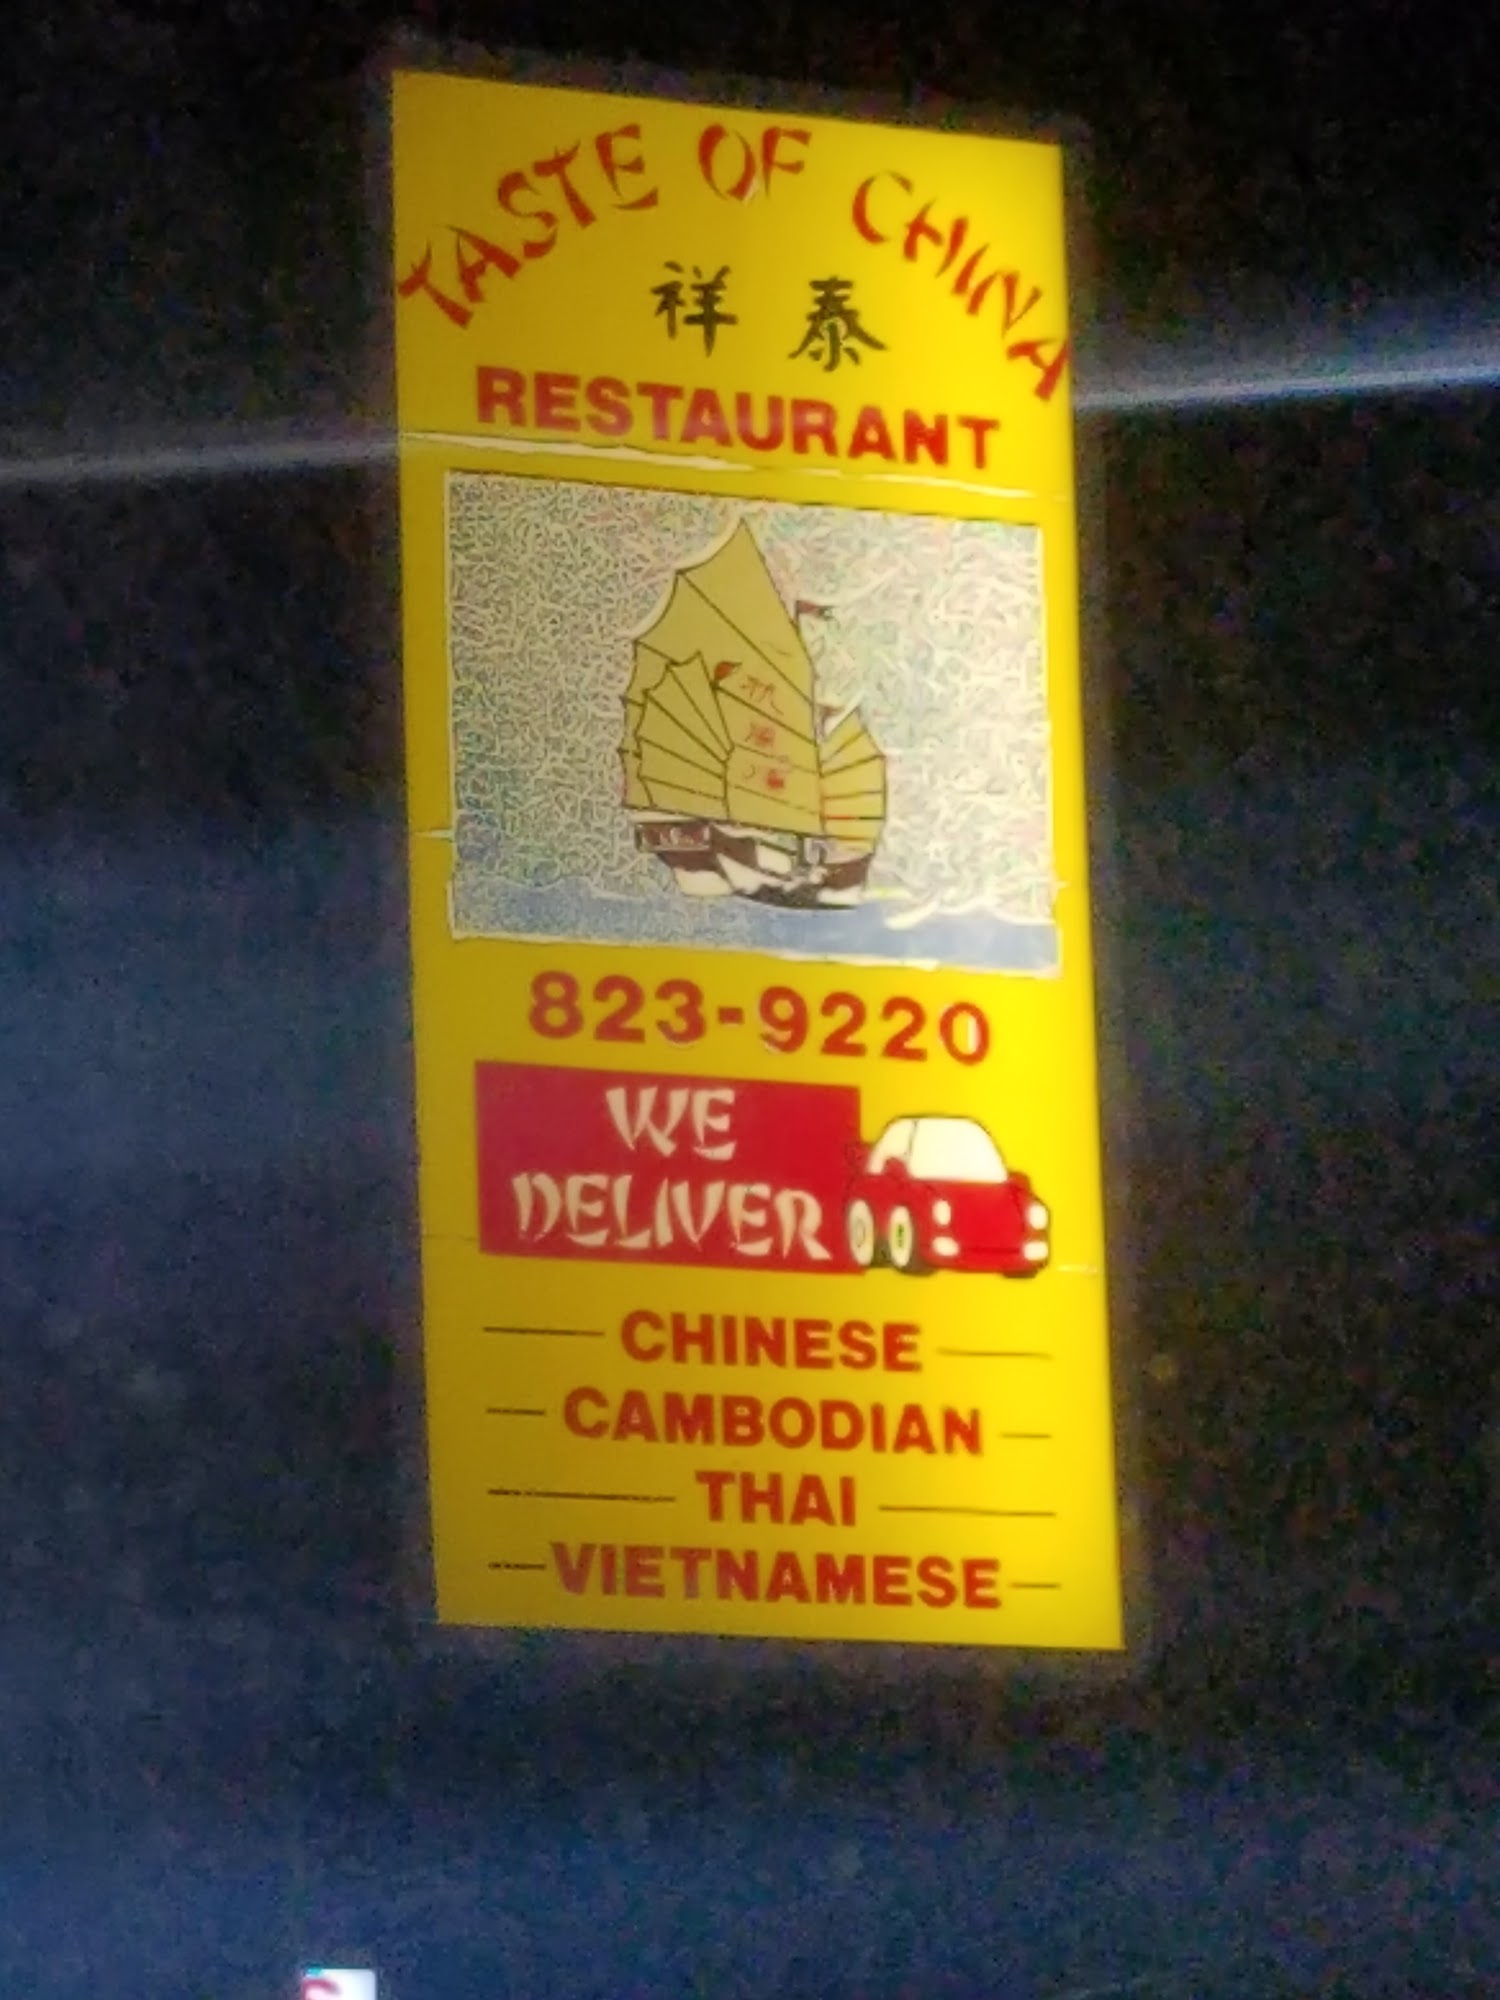 TASTE OF CHINA
祥 泰
RESTAURANT
823-9220
WE
DELIVER
CHINESE
CAMBODIAN
THAI
VIETNAMESE